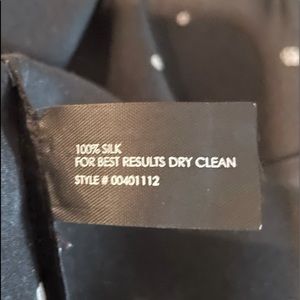 100% SILK
FOR BEST RESULTS DRY CLEAN
STYLE # 00401112